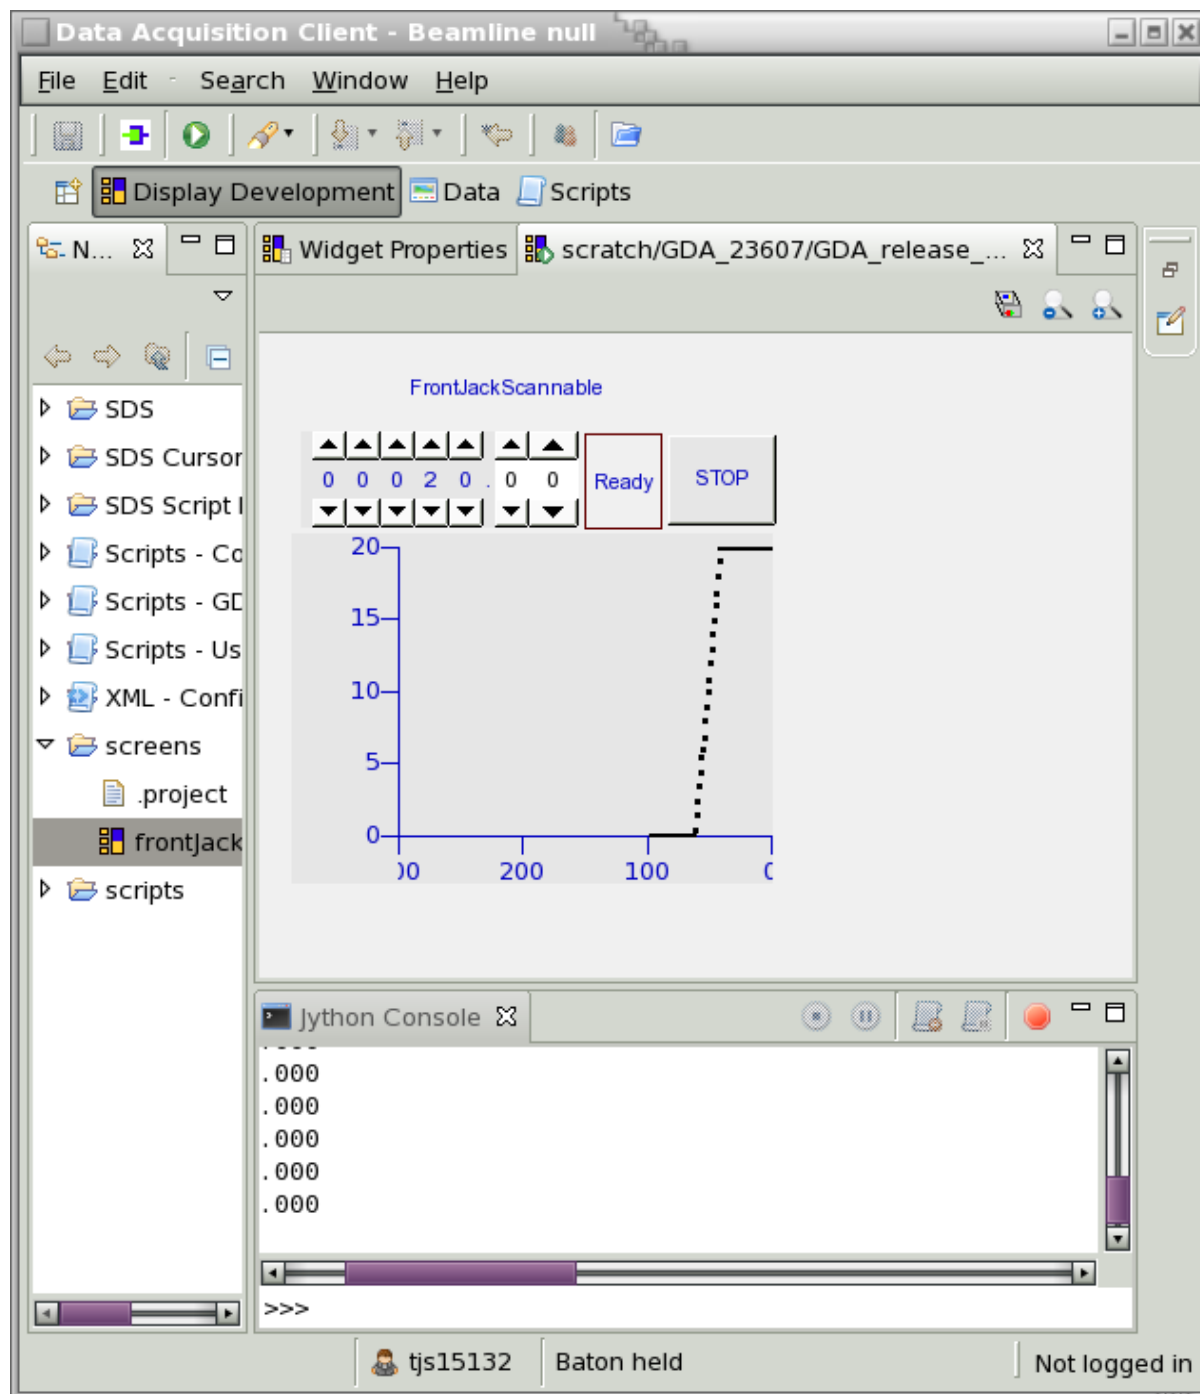 Data Acquisition Client - Beamline null
File Edit Search Window Help
Display Development Data Scripts
N... Widget Properties scratch/GDA_23607/GDA_release_...
SDS
SDS Cursor
SDS Script
Scripts - Co
Scripts - GD
Scripts - Us
XML - Confi
screens
.project
frontJack
scripts
FrontJackScannable
0 0 0 2 0 . 0 0 Ready STOP
20
15
10
5
0
00 200 100 0
Jython Console
.000
.000
.000
.000
.000
.000
>>>
tjs15132 Baton held Not logged in